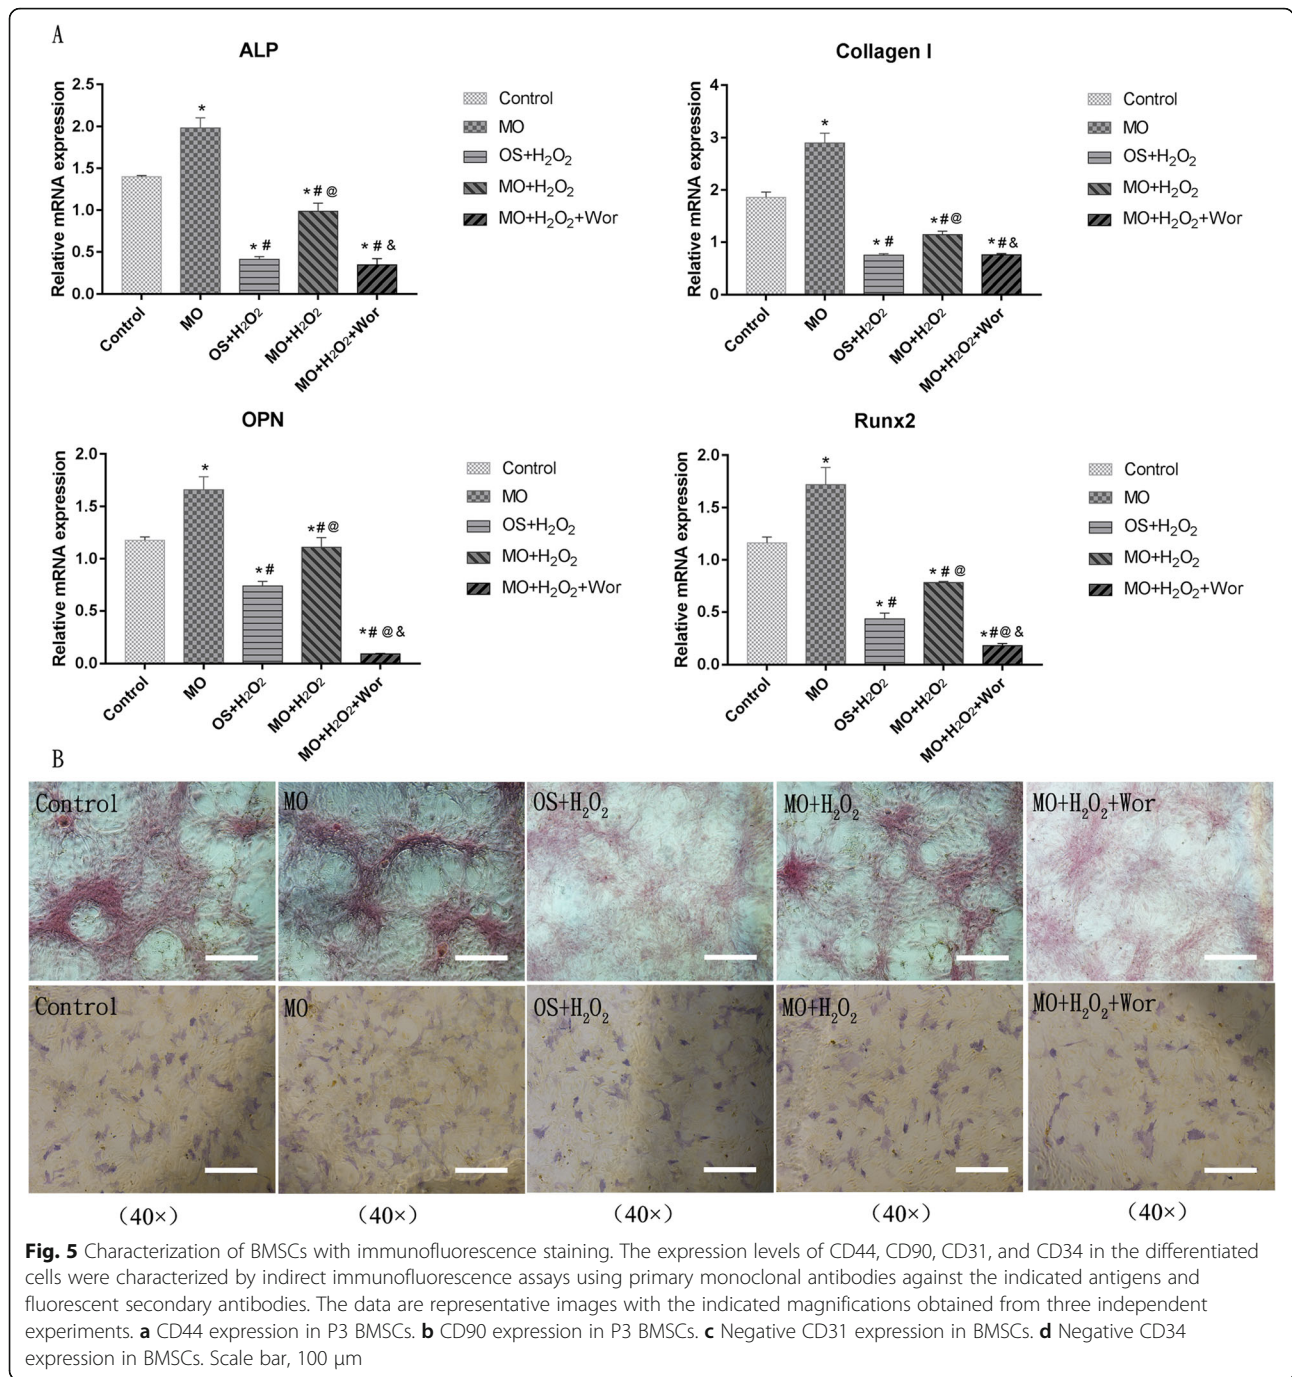 A
ALP
Relative mRNA expression
2.5
2.0
1.5
1.0
0.5
0.0
*
* #
* # @
* # &
Control
MO
OS+H₂O₂
MO+H₂O₂
MO+H₂O₂+Wor
Control
MO
OS+H₂O₂
MO+H₂O₂
MO+H₂O₂+Wor
Collagen I
Relative mRNA expression
4
3
2
1
0
*
* #
*#@
*#&
Control
MO
OS+H₂O₂
MO+H₂O₂
MO+H₂O₂+Wor
Control
MO
OS+H₂O₂
MO+H₂O₂
MO+H₂O₂+Wor
OPN
Relative mRNA expression
2.0
1.5
1.0
0.5
0.0
*
* #
*# @
*# @ &
Control
MO
OS+H₂O₂
MO+H₂O₂
MO+H₂O₂+Wor
Control
MO
OS+H₂O₂
MO+H₂O₂
MO+H₂O₂+Wor
Runx2
Relative mRNA expression
2.0
1.5
1.0
0.5
0.0
*
* #
* # @
*#@ &
Control
MO
OS+H₂O₂
MO+H₂O₂
MO+H₂O₂+Wor
Control
MO
OS+H₂O₂
MO+H₂O₂
MO+H₂O₂+Wor
B
Control
MO
OS+H₂O₂
MO+H₂O₂
MO+H₂O₂+Wor
Control
MO
OS+H₂O₂
MO+H₂O₂
MO+H₂O₂+Wor
(40×)
(40×)
(40×)
(40×)
(40×)
Fig. 5 Characterization of BMSCs with immunofluorescence staining. The expression levels of CD44, CD90, CD31, and CD34 in the differentiated
cells were characterized by indirect immunofluorescence assays using primary monoclonal antibodies against the indicated antigens and
fluorescent secondary antibodies. The data are representative images with the indicated magnifications obtained from three independent
experiments. a CD44 expression in P3 BMSCs. b CD90 expression in P3 BMSCs. c Negative CD31 expression in BMSCs. d Negative CD34
expression in BMSCs. Scale bar, 100 μm